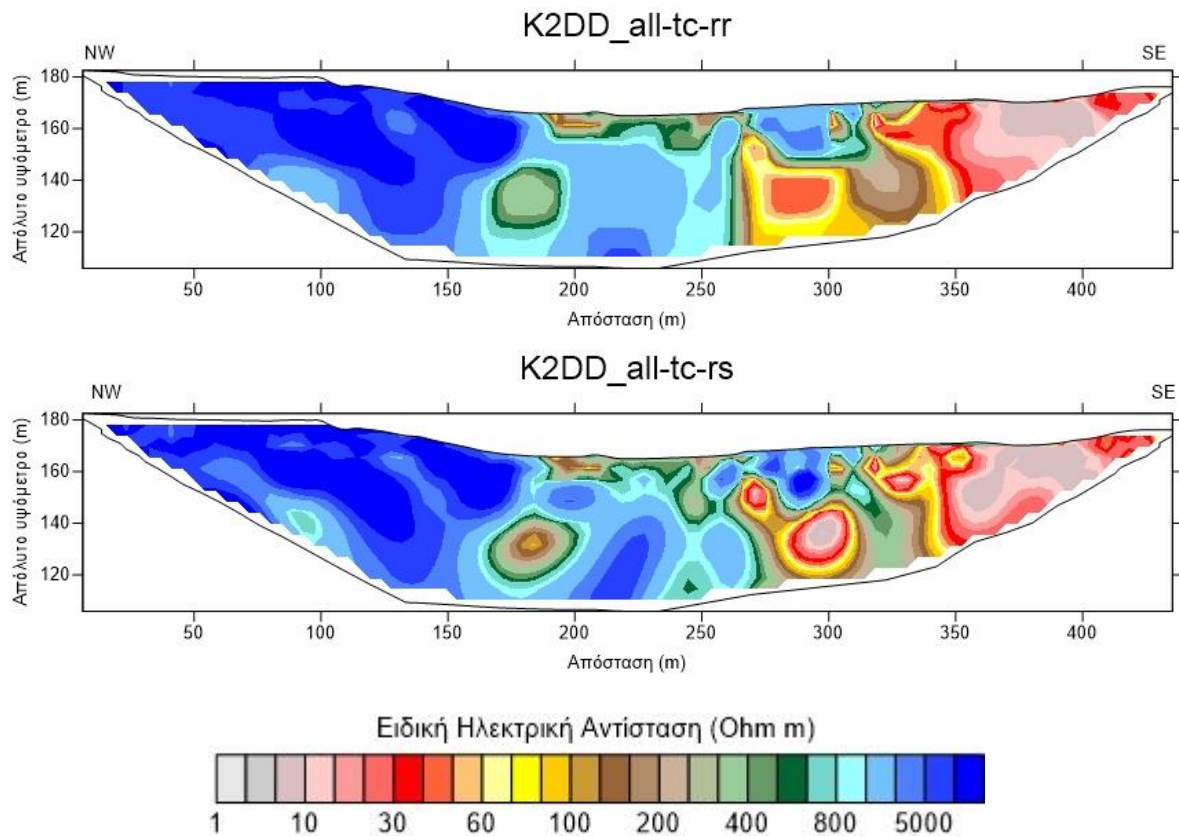 K2DD_all-tc-rr
NW SE
180
160
140
120
Απόλυτο υψόμετρο (m)
50 100 150 200 250 300 350 400
Απόσταση (m)
K2DD_all-tc-rs
NW SE
180
160
140
120
Απόλυτο υψόμετρο (m)
50 100 150 200 250 300 350 400
Απόσταση (m)
Ειδική Ηλεκτρική Αντίσταση (Ohm m)
1 10 30 60 100 200 400 800 5000